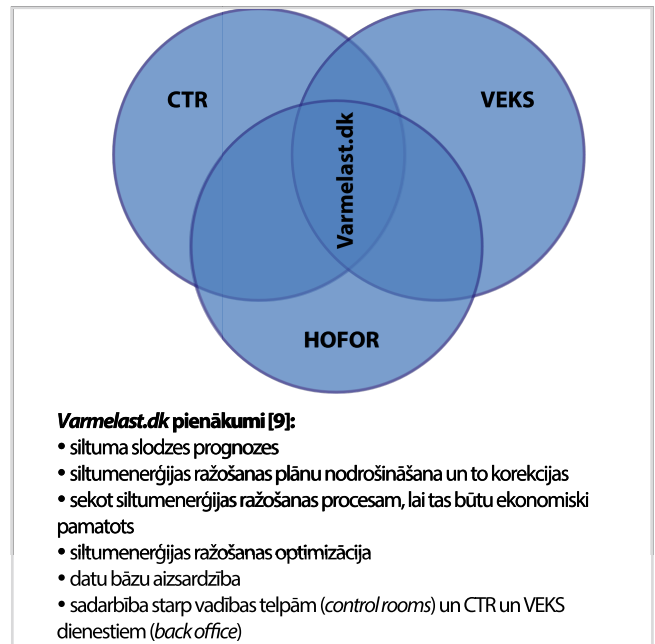 CTR
VEKS
Varmelast.dk
HOFOR
Varmelast.dk pienākumi [9]:
• siltuma slodzes prognozes
• siltumenerģijas ražošanas plānu nodrošināšana un to korekcijas
• sekot siltumenerģijas ražošanas procesam, lai tas būtu ekonomiski
pamatots
• siltumenerģijas ražošanas optimizācija
• datu bāzu aizsardzība
• sadarbība starp vadības telpām (control rooms) un CTR un VEKS
dienestiem (back office)